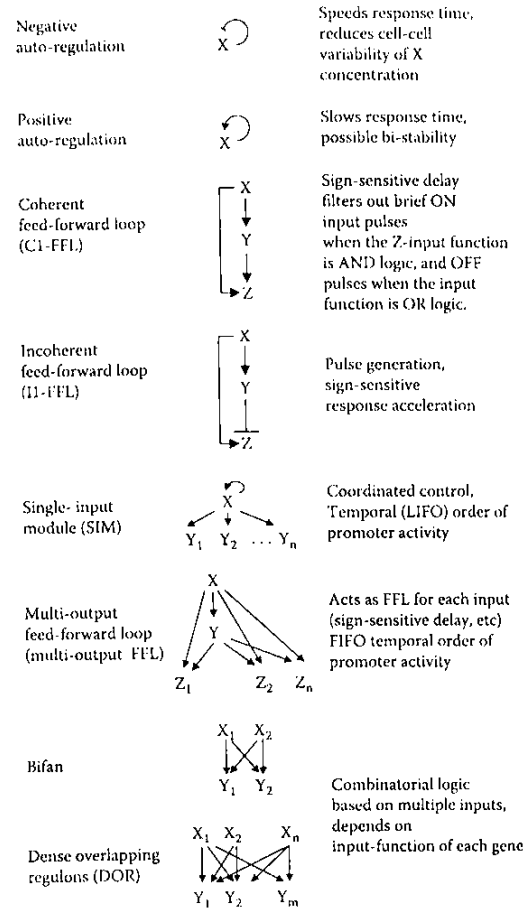 Negative
auto-regulation
X
Speeds response time,
reduces cell-cell
variability of X
concentration
Positive
auto-regulation
X
Slows response time,
possible bi-stability
Coherent
feed-forward loop
(C1-FFL)
X
Y
Z
Sign-sensitive delay
filters out brief ON
input pulses
when the Z-input function
is AND logic, and OFF
pulses when the input
function is OR logic.
Incoherent
feed-forward loop
(I1-FFL)
X
Y
Z
Pulse generation,
sign-sensitive
response acceleration
Single- input
module (SIM)
X
Y1 Y2 ... Yn
Coordinated control,
Temporal (LIFO) order of
promoter activity
Multi-output
feed-forward loop
(multi-output FFL)
X
Y
Z1 Z2 Zn
Acts as FFL for each input
(sign-sensitive delay, etc)
FIFO temporal order of
promoter activity
Bifan
X1 X2
Y1 Y2
Combinatorial logic
based on multiple inputs,
depends on
input-function of each gene
Dense overlapping
regulons (DOR)
X1 X2 Xn
Y1 Y2 Ym